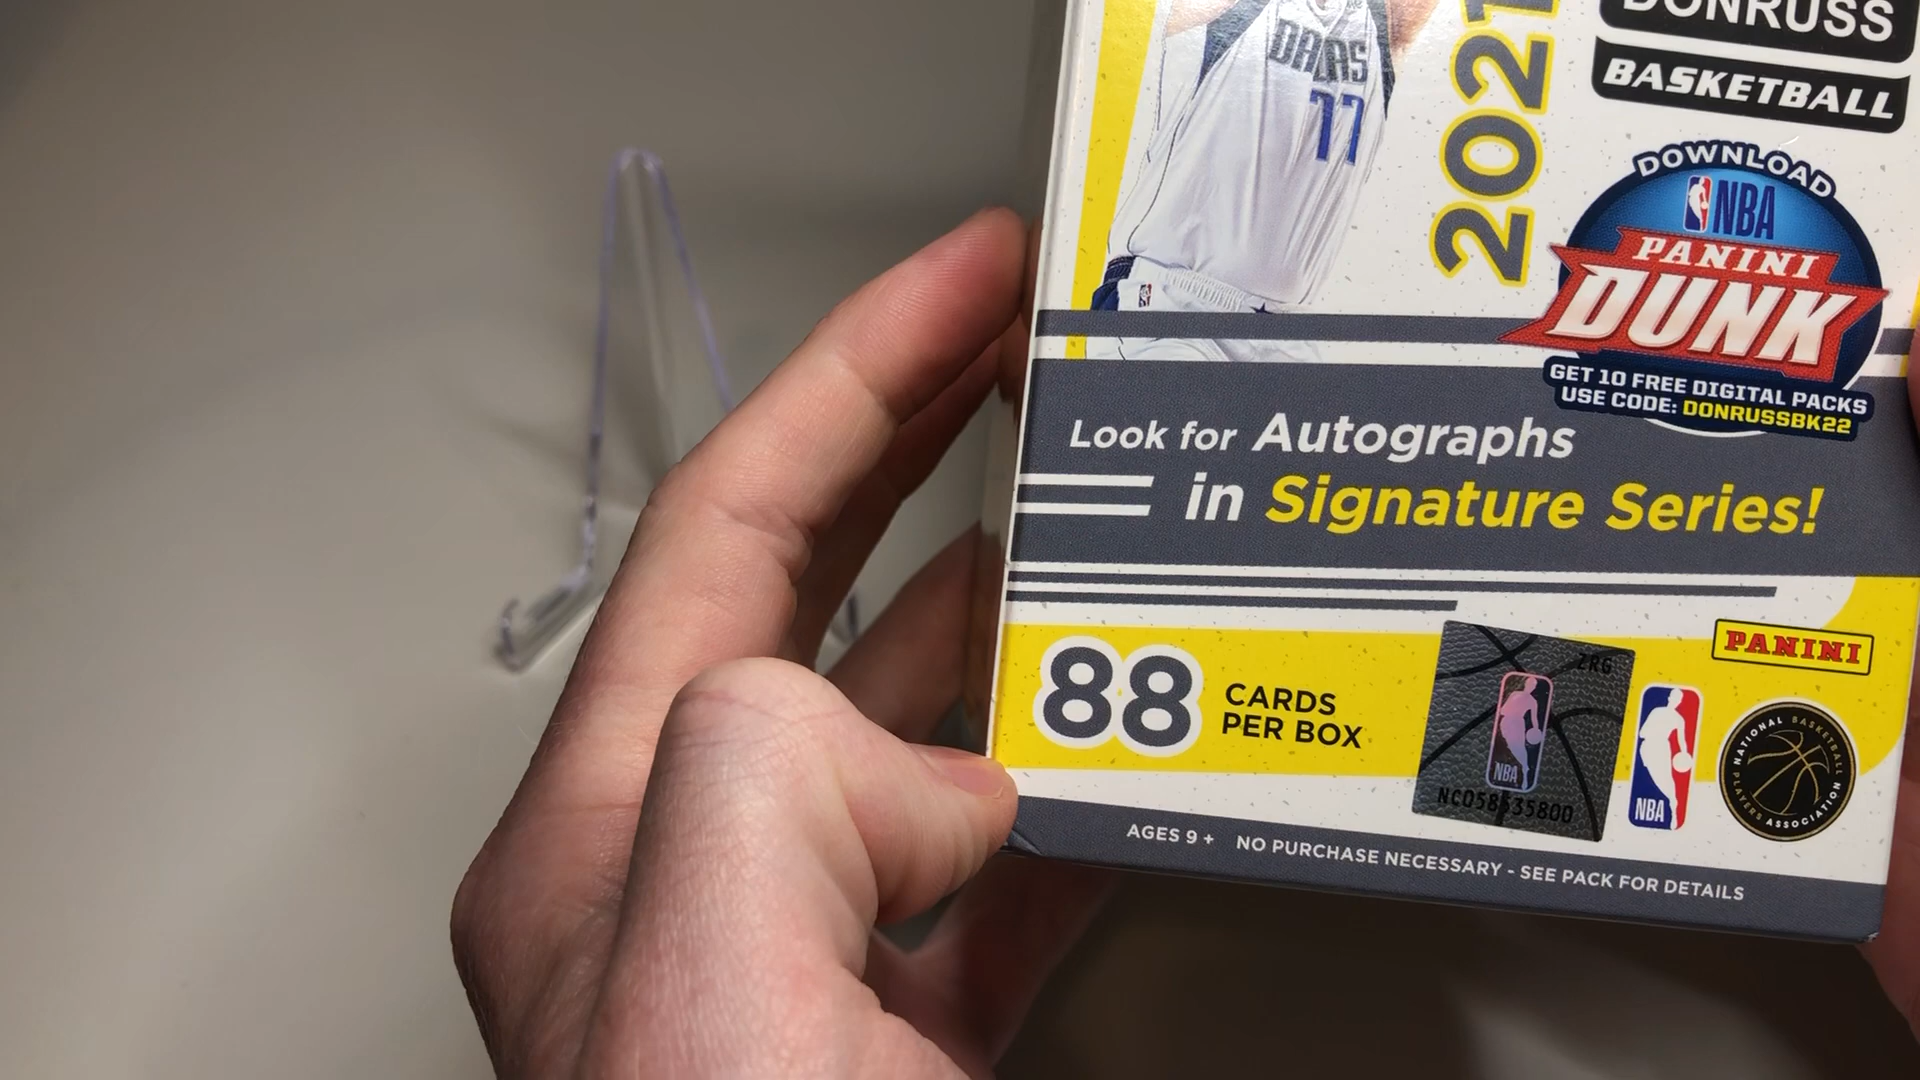 DONRUSS
BASKETBALL
2021
DALLAS
77
DOWNLOAD
NBA
PANINI
DUNK
GET 10 FREE DIGITAL PACKS
USE CODE: DONRUSSBK22
Look for Autographs
in Signature Series!
88 CARDS
PER BOX
PANINI
ZRG
NBA
NBA
NATIONAL BASKETBALL
PLAYERS ASSOCIATION
AGES 9+ NO PURCHASE NECESSARY - SEE PACK FOR DETAILS